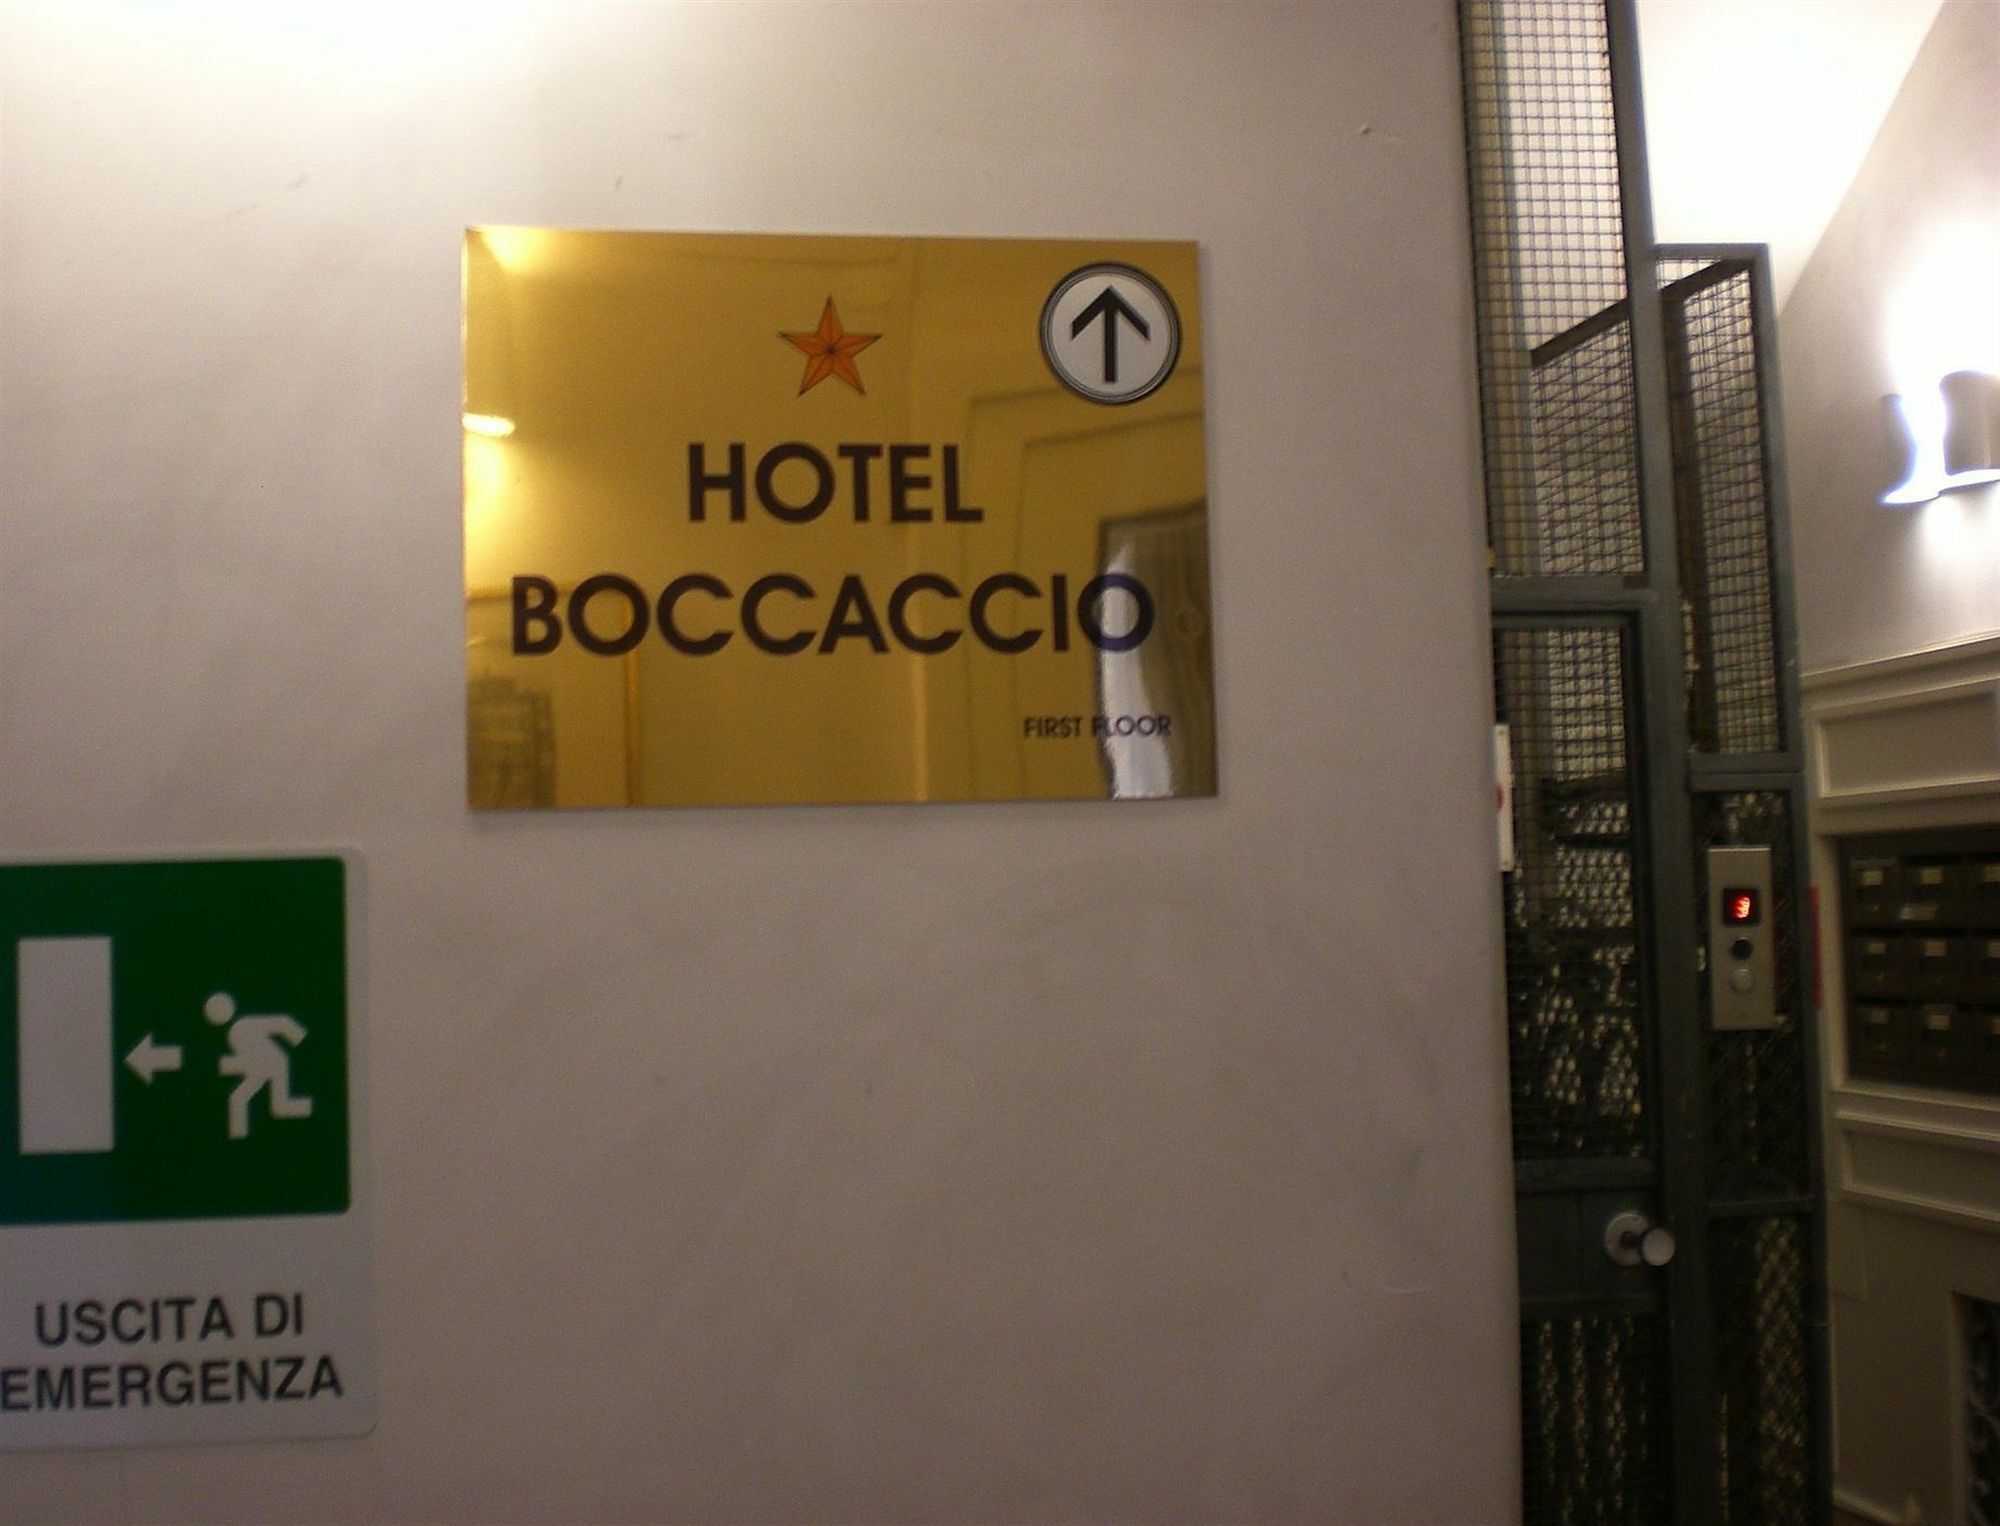 HOTEL
BOCCACCIO
FIRST FLOOR
USCITA DI
EMERGENZA